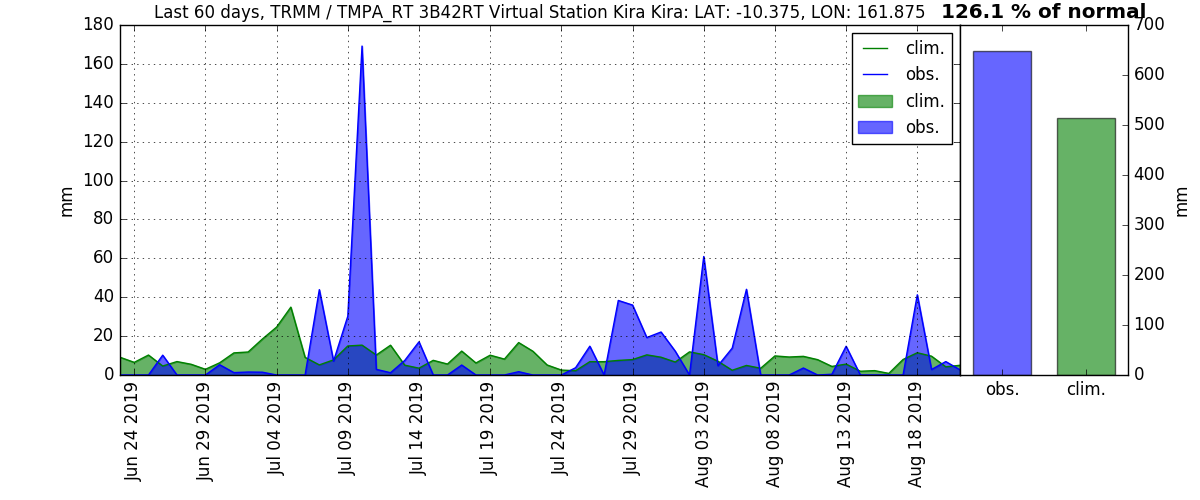 Last 60 days, TRMM / TMPA_RT 3B42RT Virtual Station Kira Kira: LAT: -10.375, LON: 161.875 126.1 % of normal
180
160
140
120
100
80
60
40
20
0
mm
clim.
obs.
clim.
obs.
Jun 24 2019
Jun 29 2019
Jul 04 2019
Jul 09 2019
Jul 14 2019
Jul 19 2019
Jul 24 2019
Jul 29 2019
Aug 03 2019
Aug 08 2019
Aug 13 2019
Aug 18 2019
700
600
500
400
300
200
100
0
mm
obs. clim.